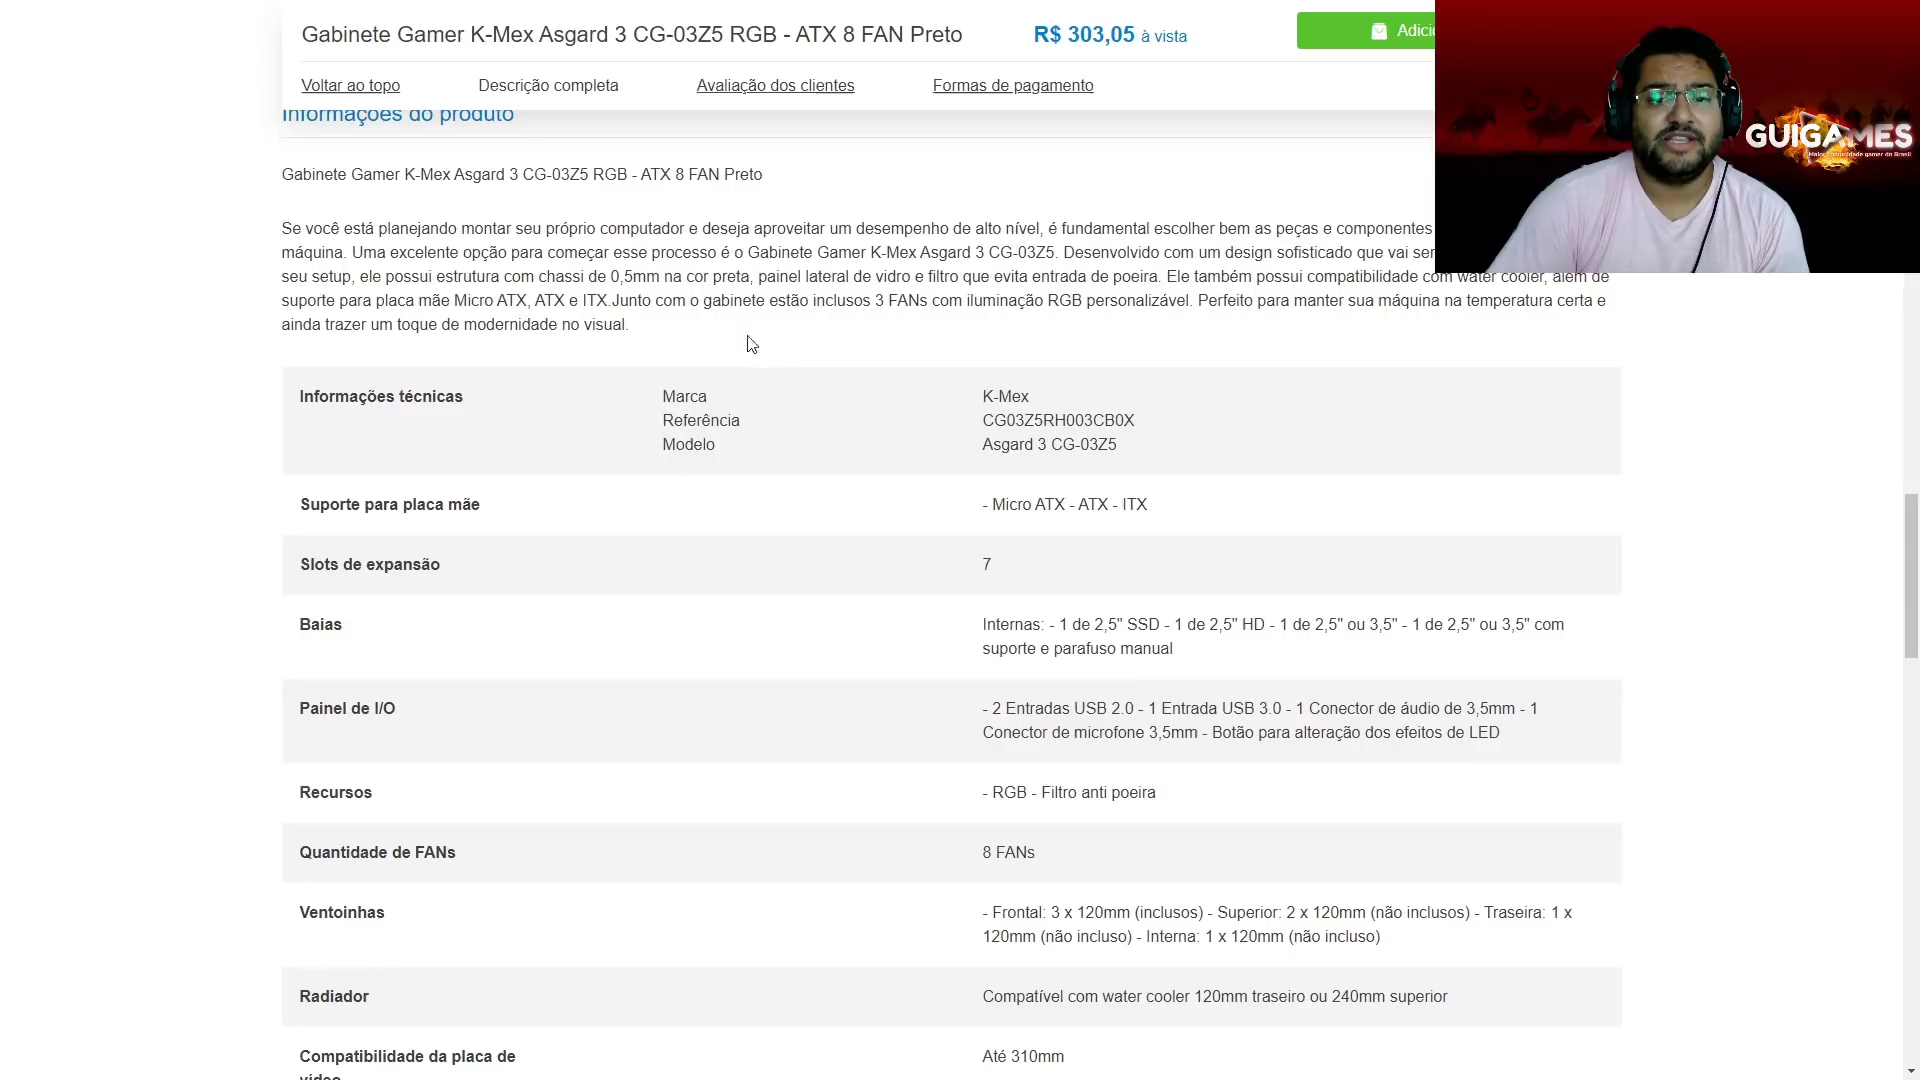 Gabinete Gamer K-Mex Asgard 3 CG-03Z5 RGB - ATX 8 FAN Preto
R$ 303,05 à vista
Voltar ao topo
Descrição completa
Avaliação dos clientes
Formas de pagamento
Informações do produto
GUIGAMES
Gabinete Gamer K-Mex Asgard 3 CG-03Z5 RGB - ATX 8 FAN Preto
Se você está planejando montar seu próprio computador e deseja aproveitar um desempenho de alto nível, é fundamental escolher bem as peças e componentes
máquina. Uma excelente opção para começar esse processo é o Gabinete Gamer K-Mex Asgard 3 CG-03Z5. Desenvolvido com um design sofisticado que vai ser
seu setup, ele possui estrutura com chassi de 0,5mm na cor preta, painel lateral de vidro e filtro que evita entrada de poeira. Ele também possui compatibilidade com water cooler, além de
suporte para placa mãe Micro ATX, ATX e ITX.Junto com o gabinete estão inclusos 3 FANs com iluminação RGB personalizável. Perfeito para manter sua máquina na temperatura certa e
ainda trazer um toque de modernidade no visual.
Informações técnicas Marca K-Mex
Referência CG03Z5RH003CB0X
Modelo Asgard 3 CG-03Z5
Suporte para placa mãe - Micro ATX - ATX - ITX
Slots de expansão 7
Baias Internas: - 1 de 2,5" SSD - 1 de 2,5" HD - 1 de 2,5" ou 3,5" - 1 de 2,5" ou 3,5" com
suporte e parafuso manual
Painel de I/O - 2 Entradas USB 2.0 - 1 Entrada USB 3.0 - 1 Conector de áudio de 3,5mm - 1
Conector de microfone 3,5mm - Botão para alteração dos efeitos de LED
Recursos - RGB - Filtro anti poeira
Quantidade de FANs 8 FANs
Ventoinhas - Frontal: 3 x 120mm (inclusos) - Superior: 2 x 120mm (não inclusos) - Traseira: 1 x
120mm (não incluso) - Interna: 1 x 120mm (não incluso)
Radiador Compatível com water cooler 120mm traseiro ou 240mm superior
Compatibilidade da placa de Até 310mm